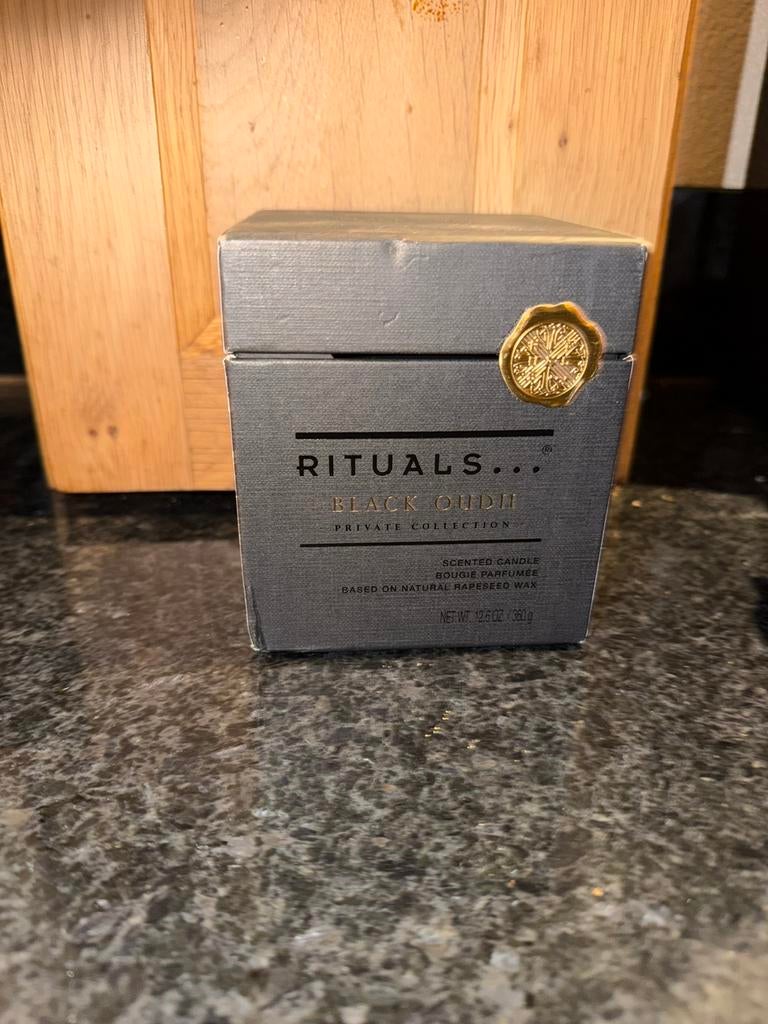 RITUALS...®
BLACK OUDH
PRIVATE COLLECTION
SCENTED CANDLE
BOUGIE PARFUMÉE
BASED ON NATURAL RAPESEED WAX
NET WT. 12.6 OZ / 360 g